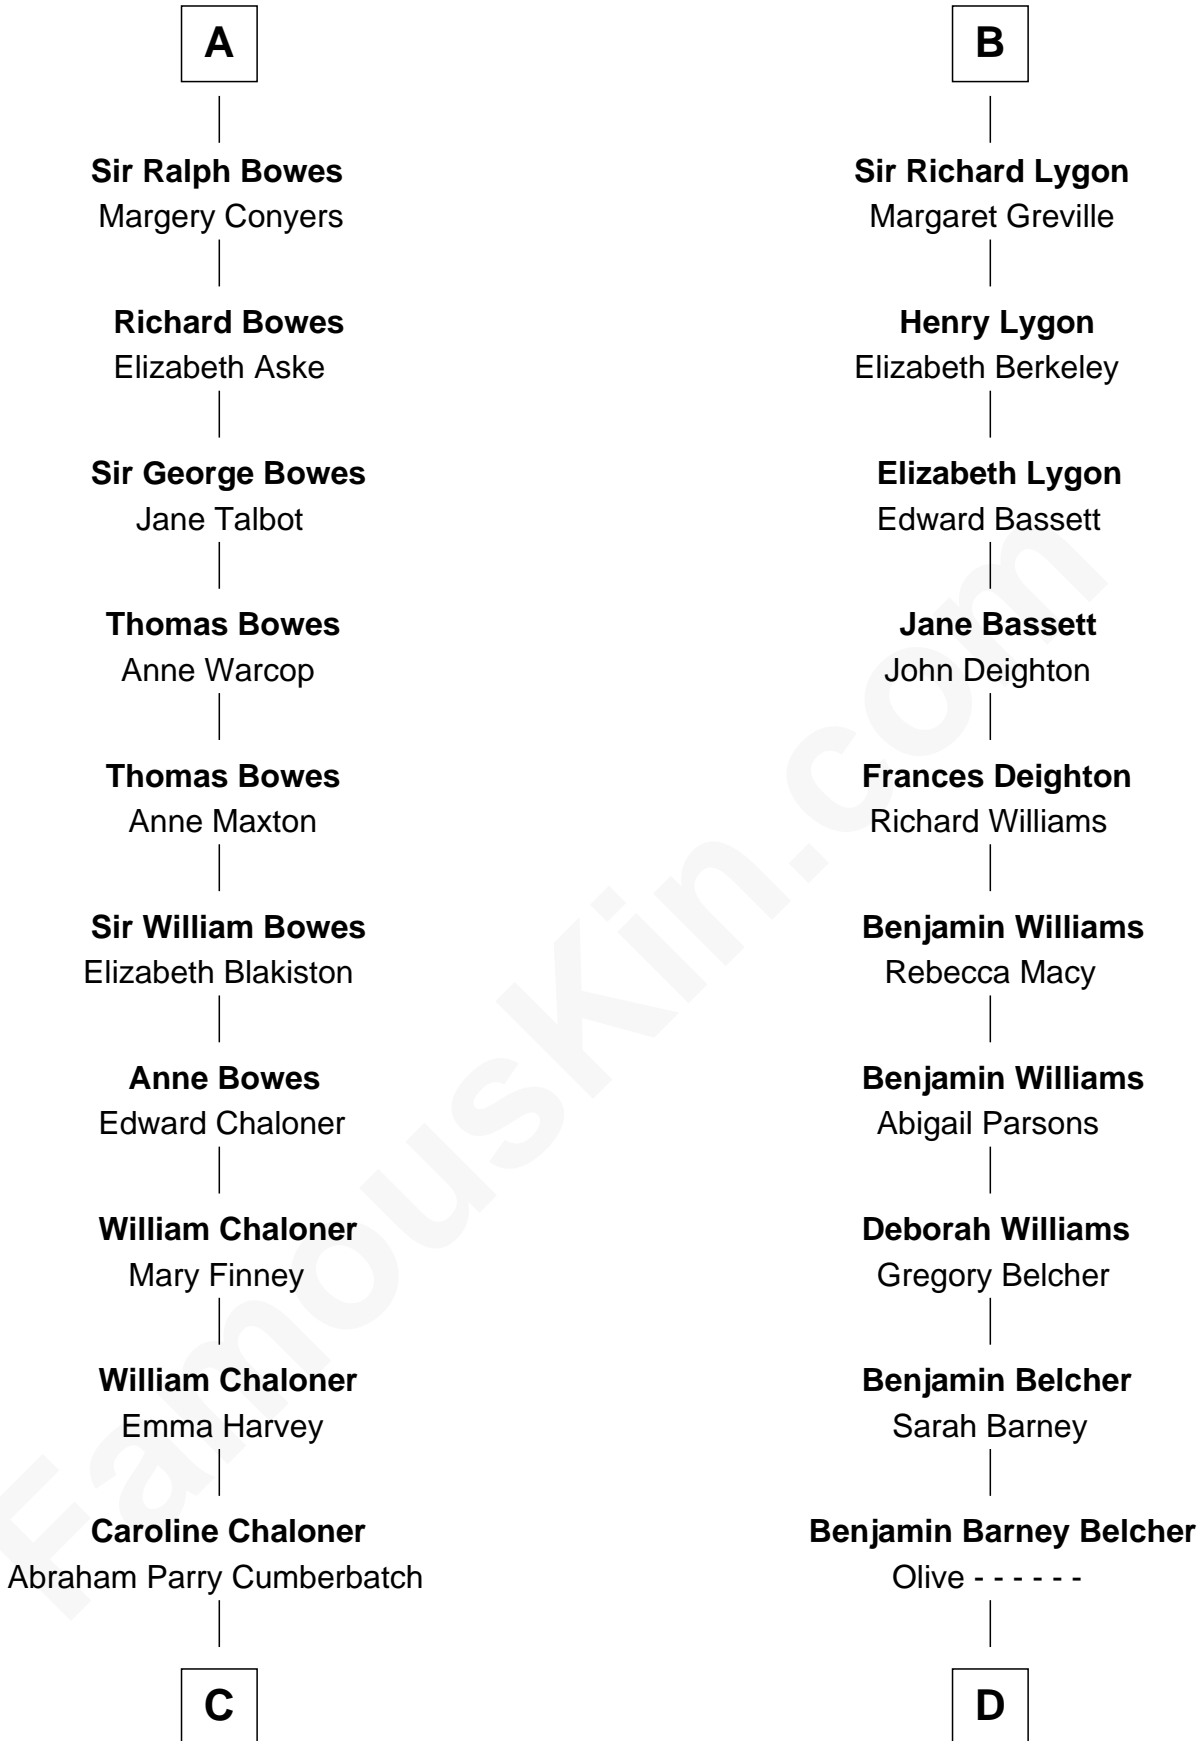 A
Sir Ralph Bowes
Margery Conyers
Richard Bowes
Elizabeth Aske
Sir George Bowes
Jane Talbot
Thomas Bowes
Anne Warcop
Thomas Bowes
Anne Maxton
Sir William Bowes
Elizabeth Blakiston
Anne Bowes
Edward Chaloner
William Chaloner
Mary Finney
William Chaloner
Emma Harvey
Caroline Chaloner
Abraham Parry Cumberbatch
C
B
Sir Richard Lygon
Margaret Greville
Henry Lygon
Elizabeth Berkeley
Elizabeth Lygon
Edward Bassett
Jane Bassett
John Deighton
Frances Deighton
Richard Williams
Benjamin Williams
Rebecca Macy
Benjamin Williams
Abigail Parsons
Deborah Williams
Gregory Belcher
Benjamin Belcher
Sarah Barney
Benjamin Barney Belcher
Olive - - - - - -
D
FamousKin.com